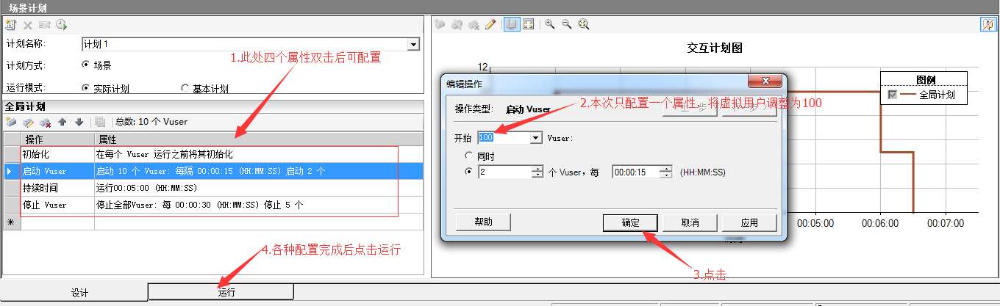 场景计划
计划名称:
计划 1
计划方式:
场景
运行模式:
实际计划
基本计划
1.此处四个属性双击后可配置
全局计划
总数: 10 个 Vuser
操作
属性
初始化
在每个 Vuser 运行之前将其初始化
启动 Vuser
启动 10 个 Vuser: 每隔 00:00:15 (HH:MM:SS) 启动 2 个
持续时间
运行00:05:00 (HH:MM:SS)
停止 Vuser
停止全部Vuser: 每 00:00:30 (HH:MM:SS) 停止 5 个
*
4.各种配置完成后点击运行
设计
运行
交互计划图
12
图例
全局计划
00:05:00
00:06:00
00:07:00
编辑操作
操作类型:
启动 Vuser
2.本次只配置一个属性，将虚拟用户调整为100
开始
100
Vuser:
同时
2
个 Vuser，每
00:00:15
(HH:MM:SS)
帮助
确定
取消
应用
3.点击